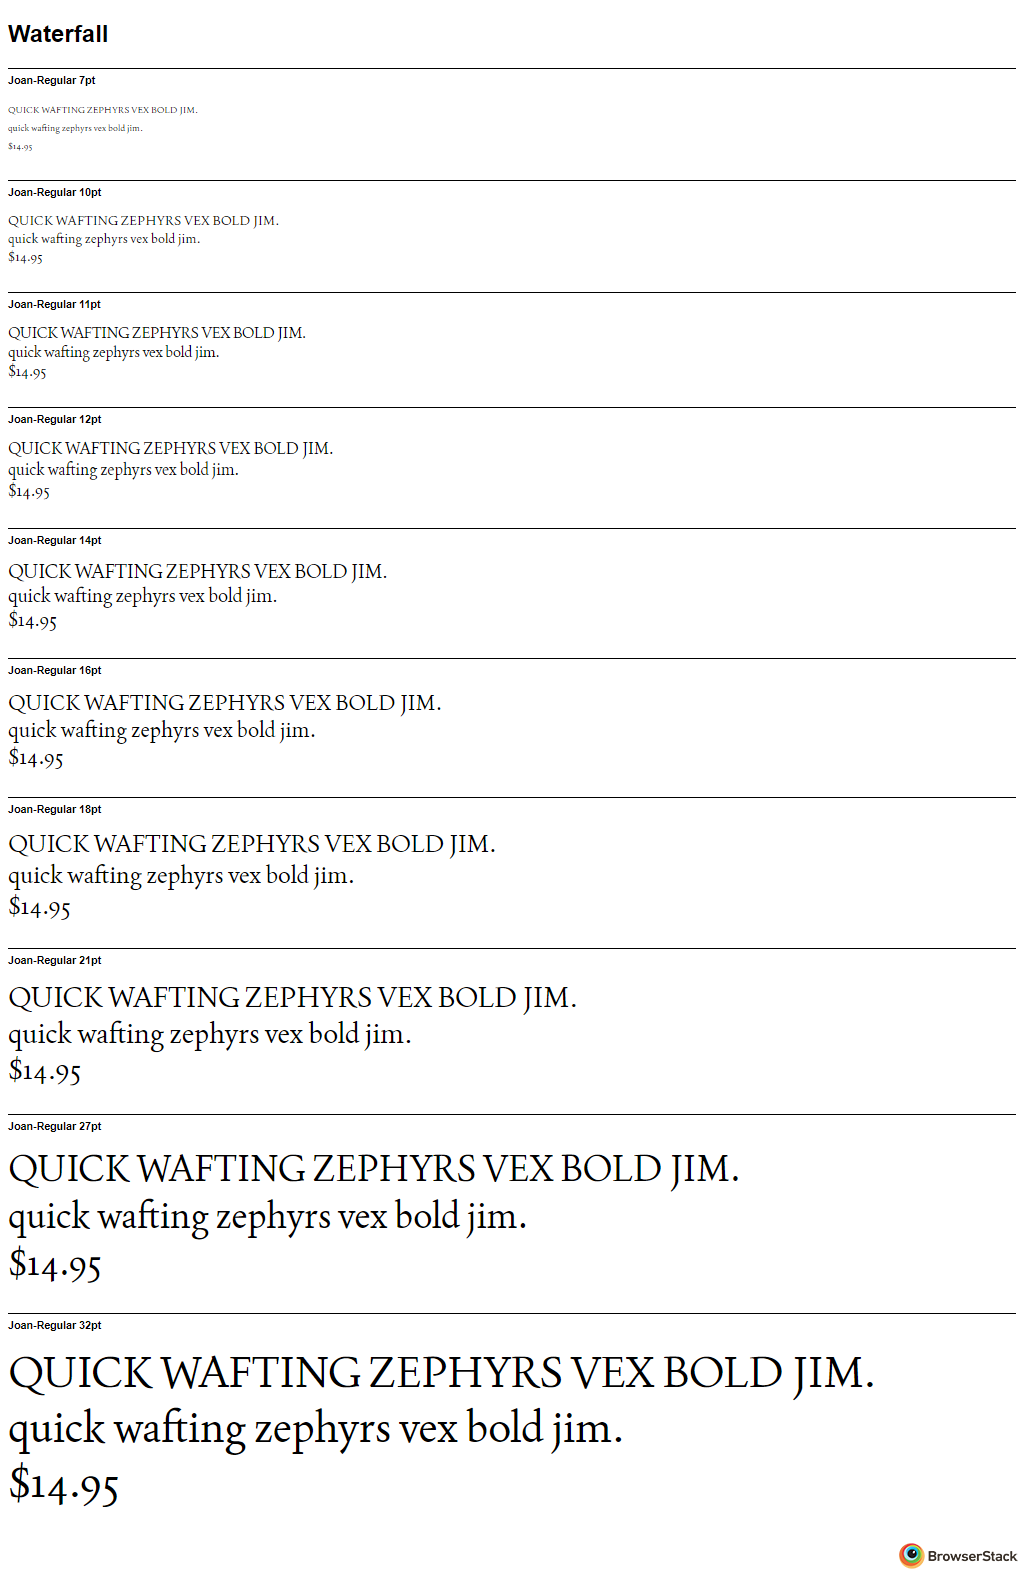 Waterfall
Joan-Regular 7pt
QUICK WAFTING ZEPHYRS VEX BOLD JIM.
quick wafting zephyrs vex bold jim.
$14.95
Joan-Regular 10pt
QUICK WAFTING ZEPHYRS VEX BOLD JIM.
quick wafting zephyrs vex bold jim.
$14.95
Joan-Regular 11pt
QUICK WAFTING ZEPHYRS VEX BOLD JIM.
quick wafting zephyrs vex bold jim.
$14.95
Joan-Regular 12pt
QUICK WAFTING ZEPHYRS VEX BOLD JIM.
quick wafting zephyrs vex bold jim.
$14.95
Joan-Regular 14pt
QUICK WAFTING ZEPHYRS VEX BOLD JIM.
quick wafting zephyrs vex bold jim.
$14.95
Joan-Regular 16pt
QUICK WAFTING ZEPHYRS VEX BOLD JIM.
quick wafting zephyrs vex bold jim.
$14.95
Joan-Regular 18pt
QUICK WAFTING ZEPHYRS VEX BOLD JIM.
quick wafting zephyrs vex bold jim.
$14.95
Joan-Regular 21pt
QUICK WAFTING ZEPHYRS VEX BOLD JIM.
quick wafting zephyrs vex bold jim.
$14.95
Joan-Regular 27pt
QUICK WAFTING ZEPHYRS VEX BOLD JIM.
quick wafting zephyrs vex bold jim.
$14.95
Joan-Regular 32pt
QUICK WAFTING ZEPHYRS VEX BOLD JIM.
quick wafting zephyrs vex bold jim.
$14.95
BrowserStack